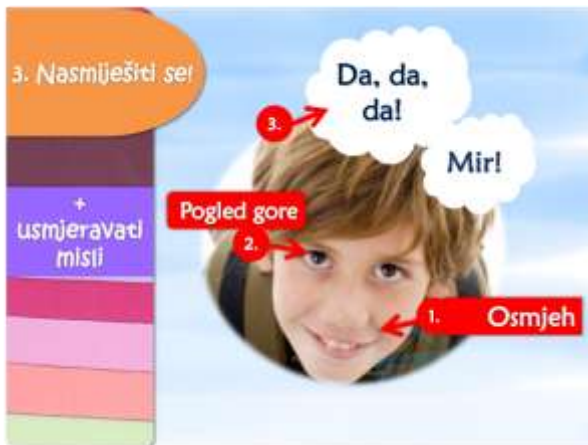 3. Nasmiješiti se!
+
usmjeravati
misli
Da, da,
da!
3.
Mir!
Pogled gore
2.
1. Osmjeh